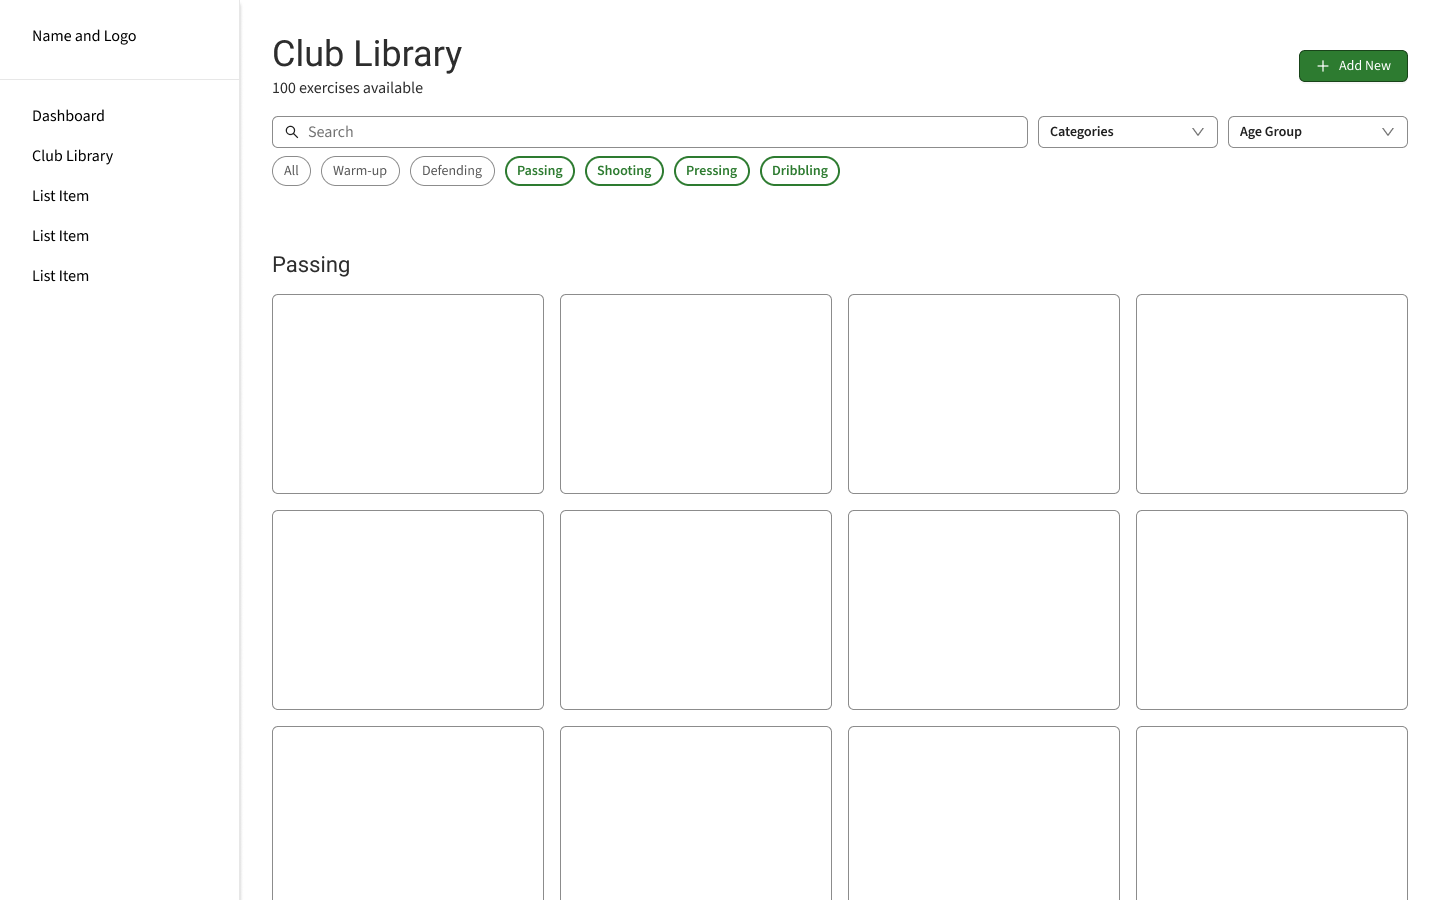 Name and Logo
Dashboard
Club Library
List Item
List Item
List Item
Club Library
100 exercises available
Add New
Search
Categories
Age Group
All Warm-up Defending Passing Shooting Pressing Dribbling
Passing